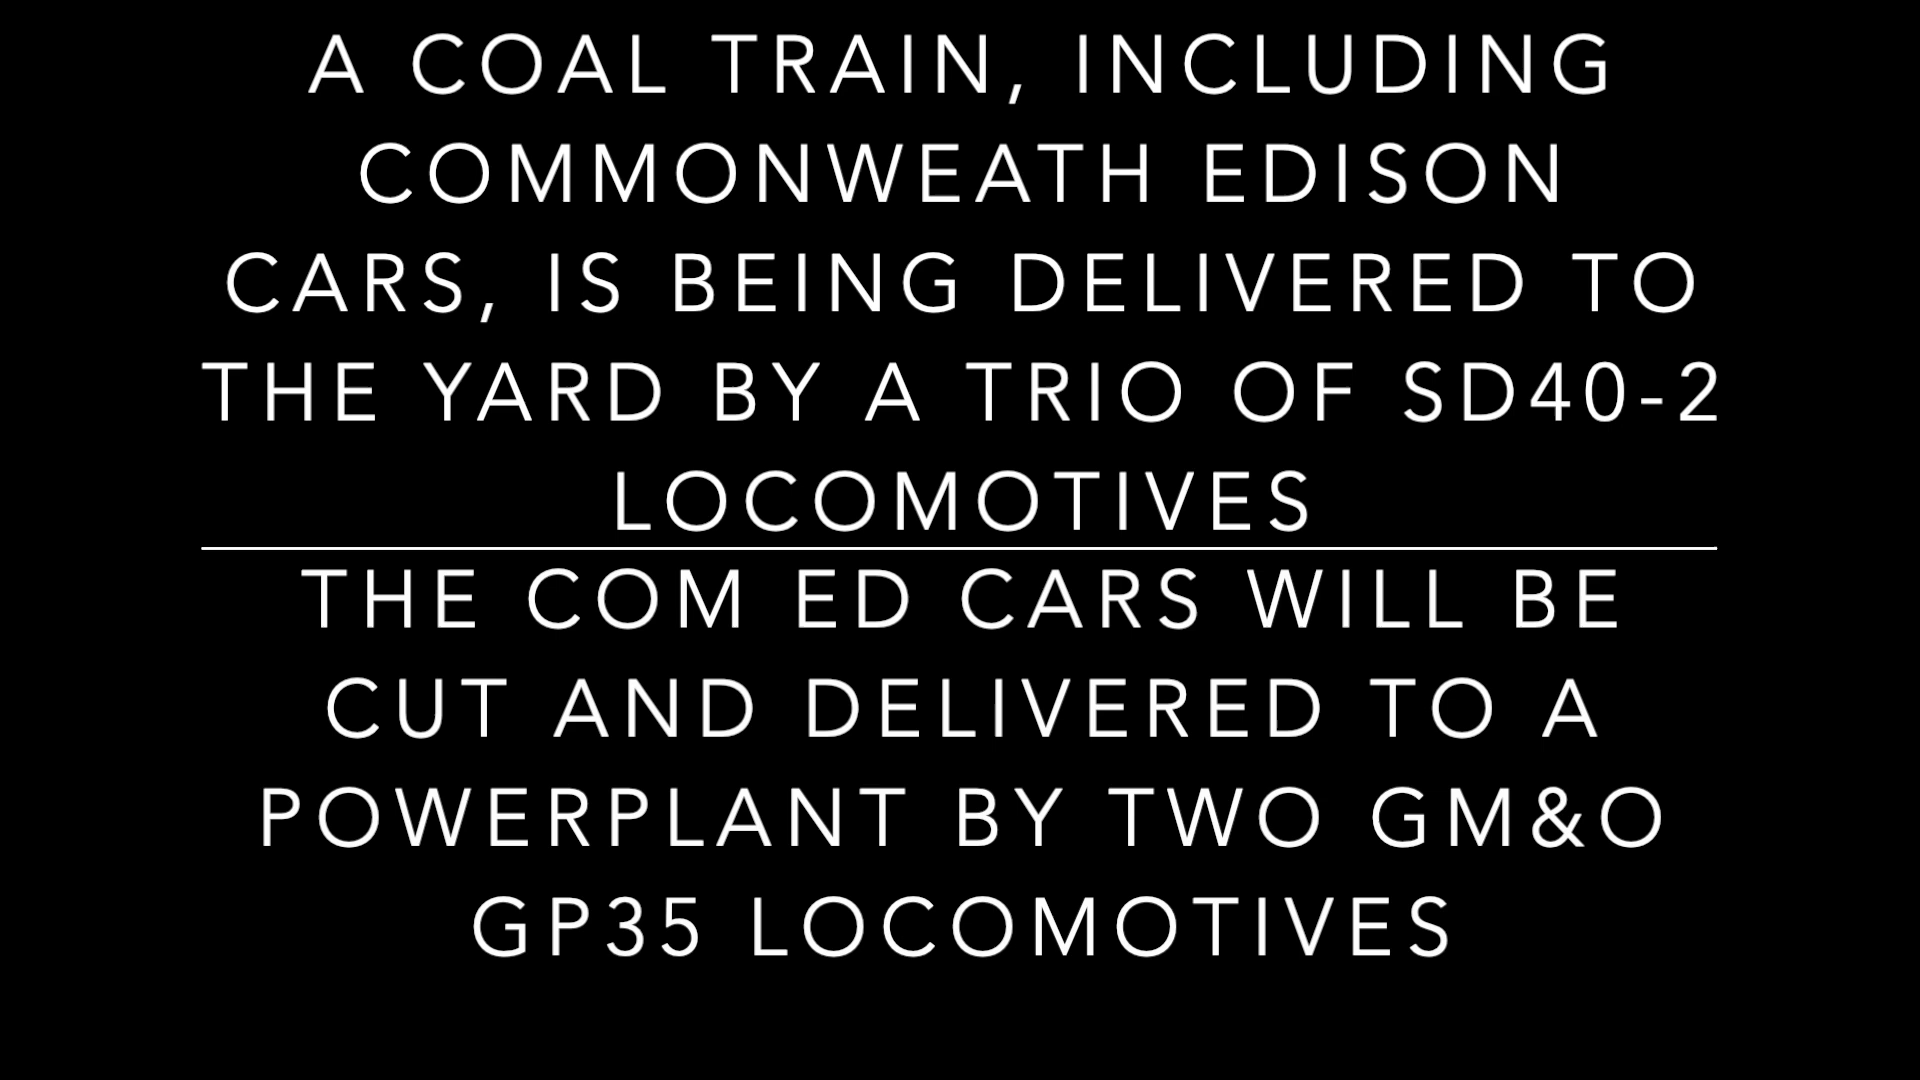 A COAL TRAIN, INCLUDING
COMMONWEATH EDISON
CARS, IS BEING DELIVERED TO
THE YARD BY A TRIO OF SD40-2
LOCOMOTIVES
THE COM ED CARS WILL BE
CUT AND DELIVERED TO A
POWERPLANT BY TWO GM&O
GP35 LOCOMOTIVES